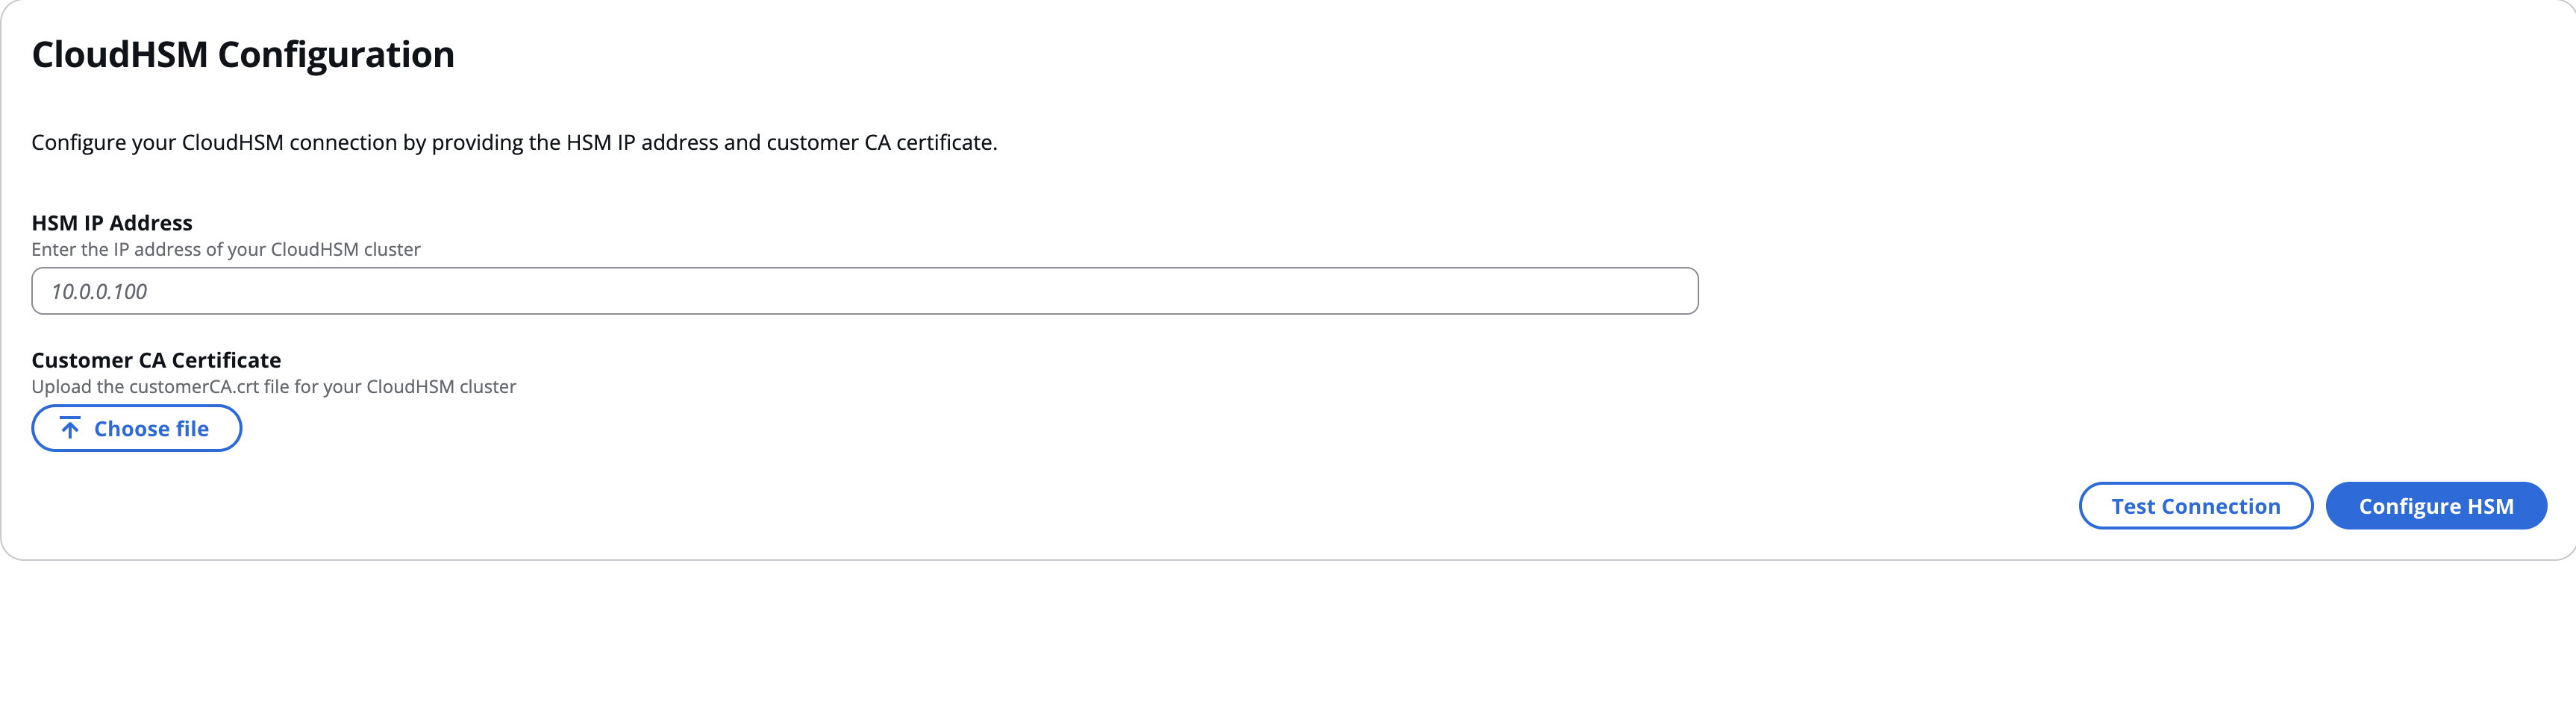 CloudHSM Configuration
Configure your CloudHSM connection by providing the HSM IP address and customer CA certificate.
HSM IP Address
Enter the IP address of your CloudHSM cluster
10.0.0.100
Customer CA Certificate
Upload the customerCA.crt file for your CloudHSM cluster
Choose file
Test Connection
Configure HSM